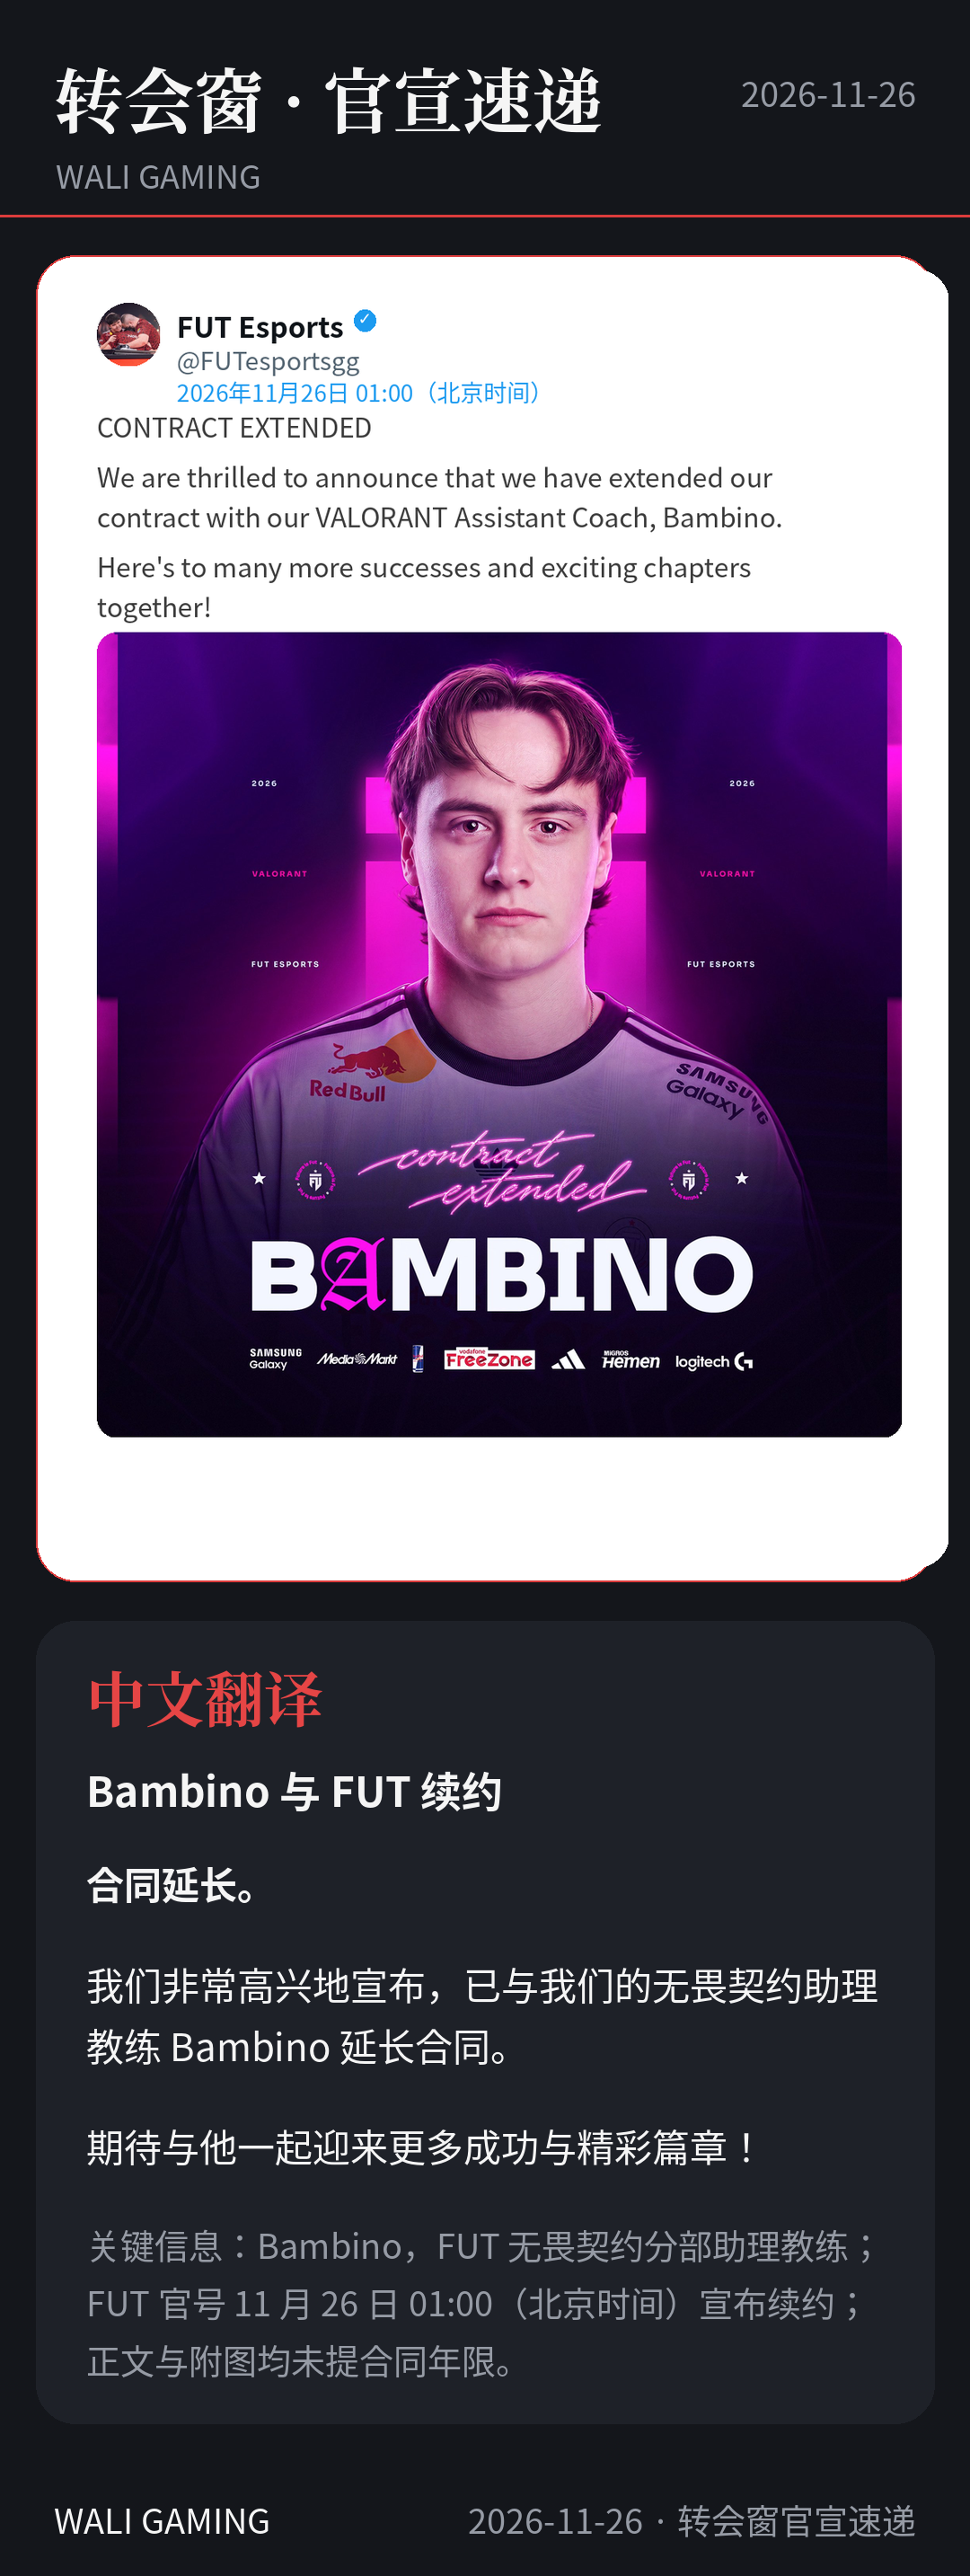 转会窗 · 官宣速递
2026-11-26
WALI GAMING
FUT Esports
@FUTesportsgg
2026年11月26日 01:00（北京时间）
CONTRACT EXTENDED
We are thrilled to announce that we have extended our
contract with our VALORANT Assistant Coach, Bambino.
Here's to many more successes and exciting chapters
together!
2026
2026
VALORANT
VALORANT
FUT ESPORTS
FUT ESPORTS
Red Bull
SAMSUNG
Galaxy
contract
extended
BAMBINO
SAMSUNG
Galaxy
MediaMarkt
vodafone
FreeZone
MIGROS
Hemen
logitech G
中文翻译
Bambino 与 FUT 续约
合同延长。
我们非常高兴地宣布，已与我们的无畏契约助理
教练 Bambino 延长合同。
期待与他一起迎来更多成功与精彩篇章！
关键信息：Bambino，FUT 无畏契约分部助理教练；
FUT 官号 11 月 26 日 01:00（北京时间）宣布续约；
正文与附图均未提合同年限。
WALI GAMING
2026-11-26 · 转会窗官宣速递